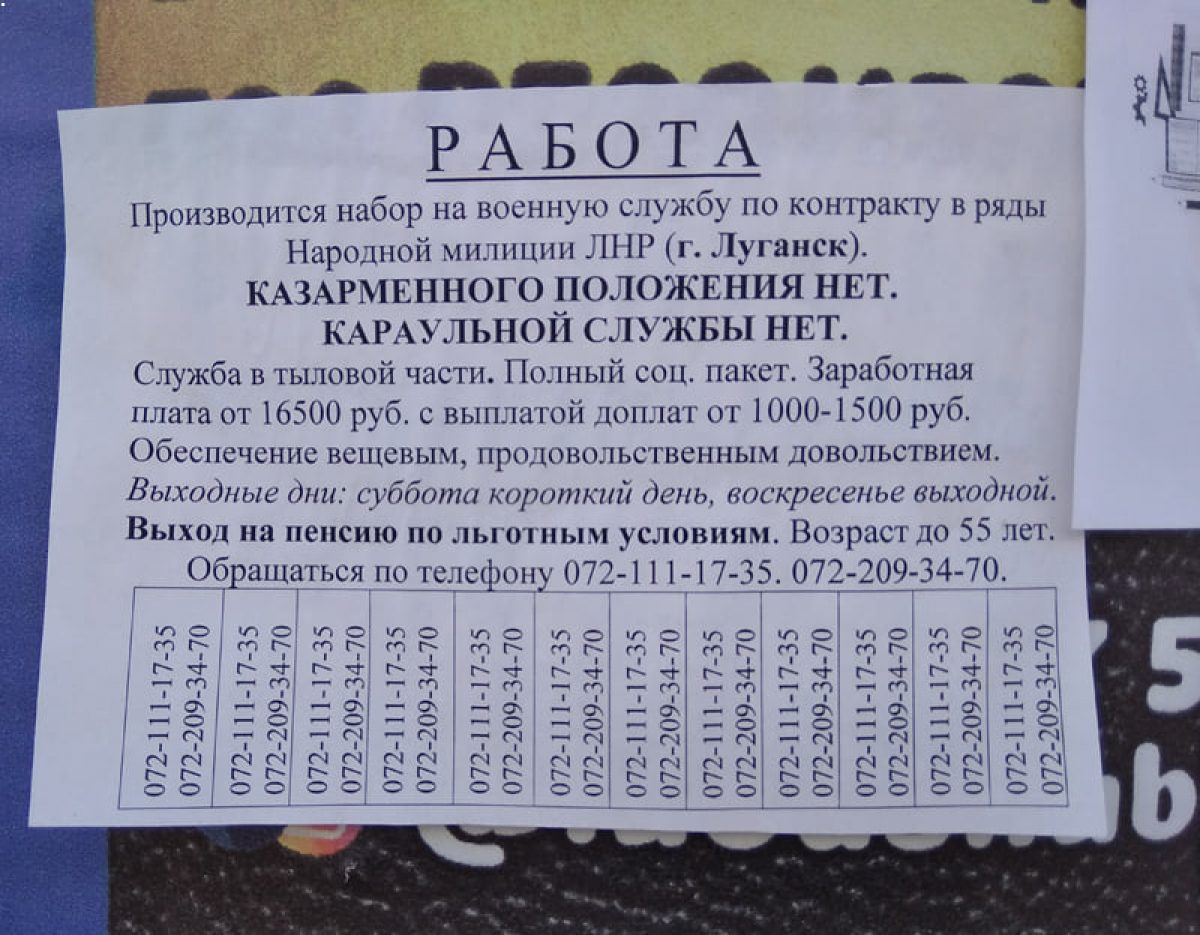 РАБОТА
Производится набор на военную службу по контракту в ряды
Народной милиции ЛНР (г. Луганск).
КАЗАРМЕННОГО ПОЛОЖЕНИЯ НЕТ.
КАРАУЛЬНОЙ СЛУЖБЫ НЕТ.
Служба в тыловой части. Полный соц. пакет. Заработная
плата от 16500 руб. с выплатой доплат от 1000-1500 руб.
Обеспечение вещевым, продовольственным довольствием.
Выходные дни: суббота короткий день, воскресенье выходной.
Выход на пенсию по льготным условиям. Возраст до 55 лет.
Обращаться по телефону 072-111-17-35. 072-209-34-70.
072-111-17-35
072-209-34-70
072-111-17-35
072-209-34-70
072-111-17-35
072-209-34-70
072-111-17-35
072-209-34-70
072-111-17-35
072-209-34-70
072-111-17-35
072-209-34-70
072-111-17-35
072-209-34-70
072-111-17-35
072-209-34-70
072-111-17-35
072-209-34-70
072-111-17-35
072-209-34-70
072-111-17-35
072-209-34-70
072-111-17-35
072-209-34-70
5